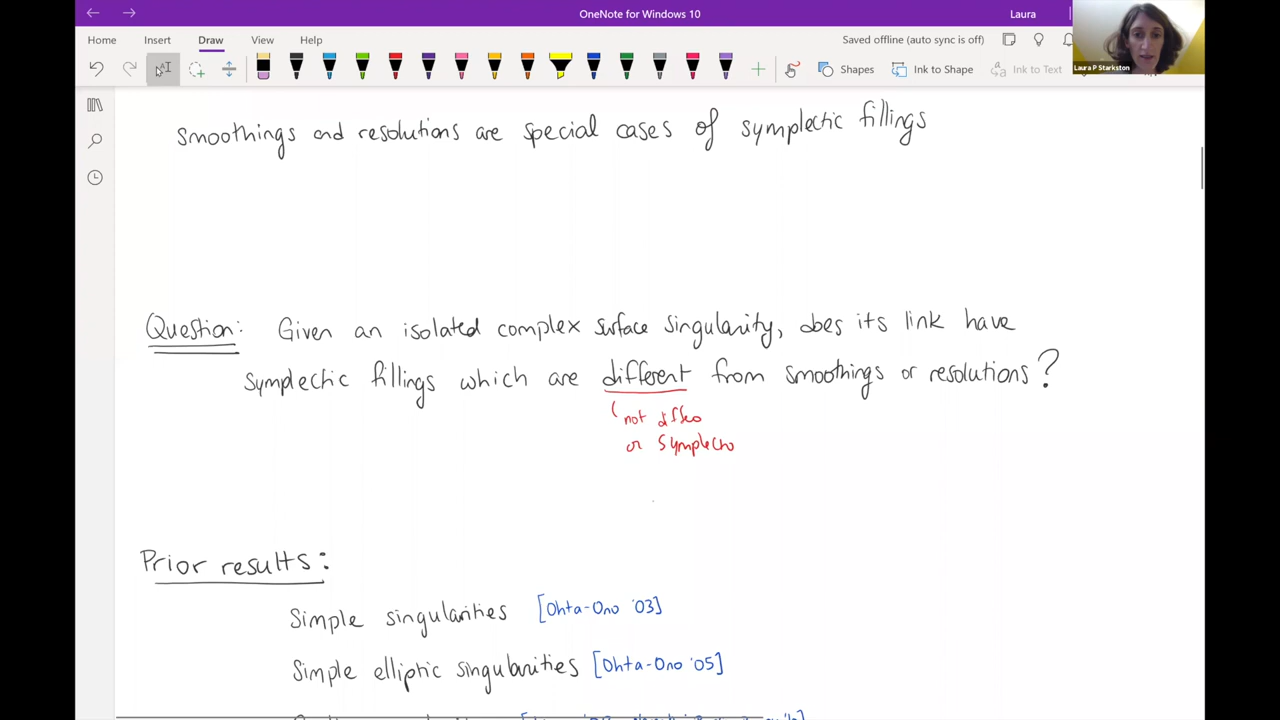 OneNote for Windows 10
Laura
Home Insert Draw View Help
Saved offline (auto sync is off)
Shapes
Ink to Shape
Ink to Text
Laura P Starkston
smoothings and resolutions are special cases of symplectic fillings
Question: Given an isolated complex surface singularity, does its link have
symplectic fillings which are different from smoothings or resolutions?
(not diffeo
or symplecto
Prior results:
Simple singularities [Ohta-Ono '03]
Simple elliptic singularities [Ohta-Ono '05]